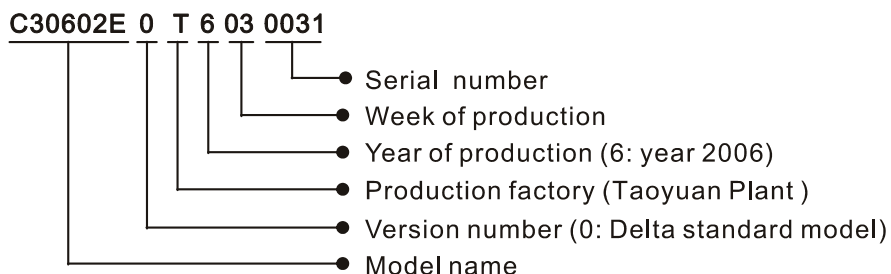 C30602E 0 T 6 03 0031
Serial number
Week of production
Year of production (6: year 2006)
Production factory (Taoyuan Plant )
Version number (0: Delta standard model)
Model name